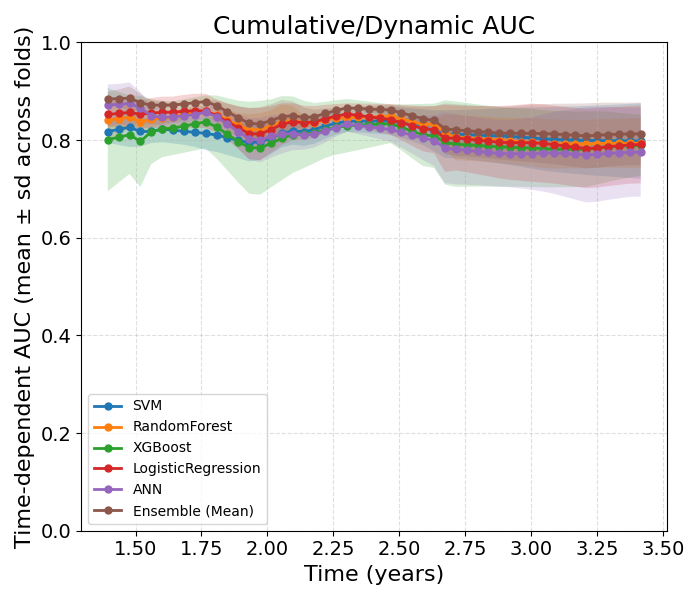 Cumulative/Dynamic AUC
Time-dependent AUC (mean ± sd across folds)
1.0
0.8
0.6
0.4
0.2
0.0
SVM
RandomForest
XGBoost
LogisticRegression
ANN
Ensemble (Mean)
1.50 1.75 2.00 2.25 2.50 2.75 3.00 3.25 3.50
Time (years)